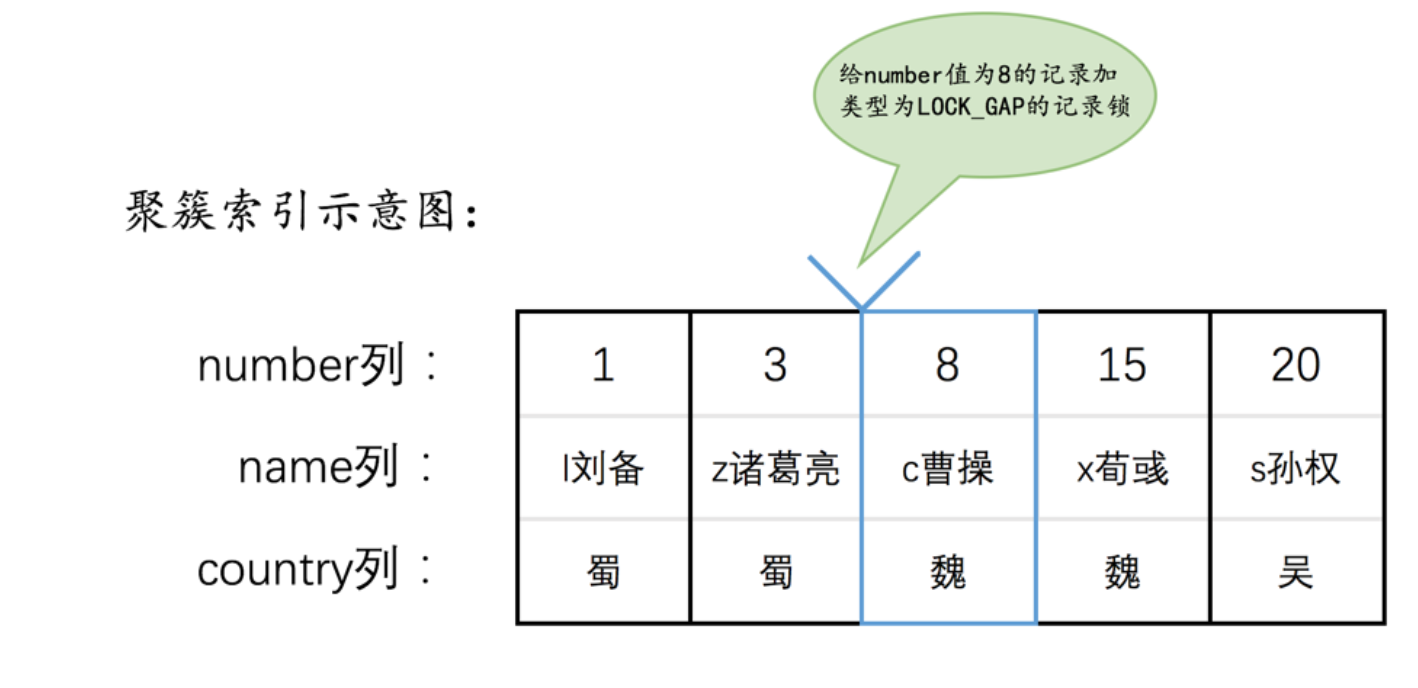 给number值为8的记录加
类型为LOCK_GAP的记录锁
聚簇索引示意图：
number列： 1 3 8 15 20
name列： l刘备 z诸葛亮 c曹操 x荀彧 s孙权
country列： 蜀 蜀 魏 魏 吴